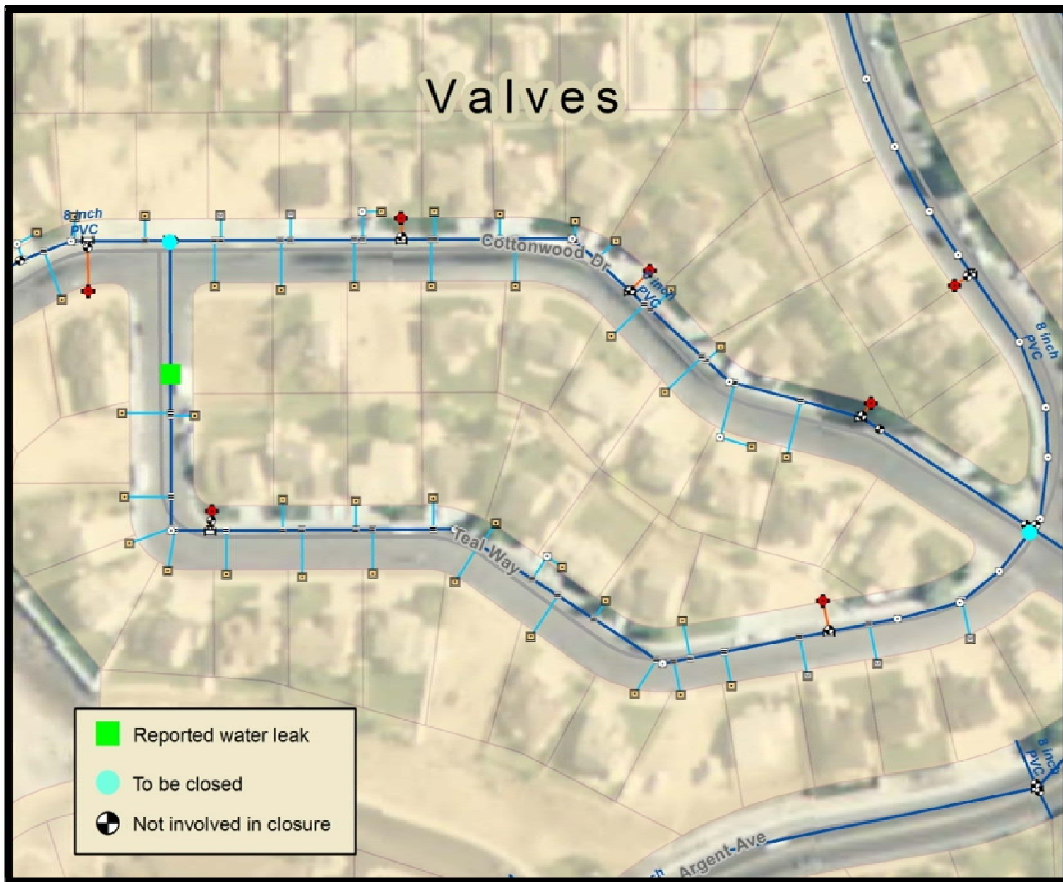 Valves
8 inch
PVC
Cottonwood Dr
PVC
8 inch
PVC
Teal Way
8 inch
PVC
Argent Ave
Reported water leak
To be closed
Not involved in closure